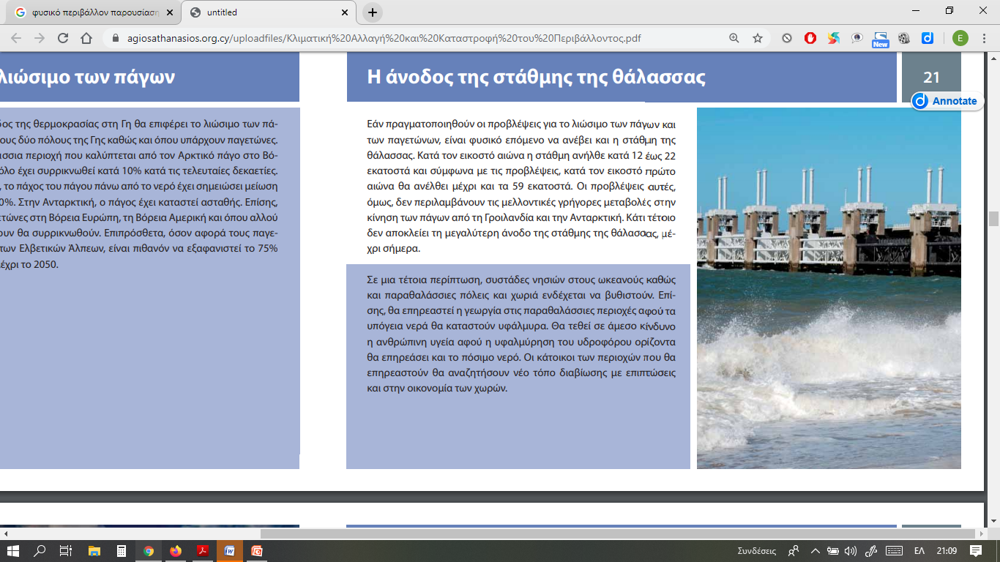 φυσικό περιβάλλον παρουσίαση
untitled
agiosathanasios.org.cy/uploadfiles/Κλιματική%20Αλλαγή%20και%20Καταστροφή%20του%20Περιβάλλοντος.pdf
New
E
λιώσιμο των πάγων
δος της θερμοκρασίας στη Γη θα επιφέρει το λιώσιμο των πά-
ους δύο πόλους της Γης καθώς και όπου υπάρχουν παγετώνες.
σσια περιοχή που καλύπτεται από τον Αρκτικό πάγο στο Βό-
όλο έχει συρρικνωθεί κατά 10% κατά τις τελευταίες δεκαετίες.
, το πάχος του πάγου πάνω από το νερό έχει σημειώσει μείωση
0%. Στην Ανταρκτική, ο πάγος έχει καταστεί ασταθής. Επίσης,
ετώνες στη Βόρεια Ευρώπη, τη Βόρεια Αμερική και όπου αλλού
ουν θα συρρικνωθούν. Επιπρόσθετα, όσον αφορά τους παγε-
των Ελβετικών Άλπεων, είναι πιθανόν να εξαφανιστεί το 75%
έχρι το 2050.
Η άνοδος της στάθμης της θάλασσας
21
Annotate
Εάν πραγματοποιηθούν οι προβλέψεις για το λιώσιμο των πάγων και
των παγετώνων, είναι φυσικό επόμενο να ανέβει και η στάθμη της
θάλασσας. Κατά τον εικοστό αιώνα η στάθμη ανήλθε κατά 12 έως 22
εκατοστά και σύμφωνα με τις προβλέψεις, κατά τον εικοστό πρώτο
αιώνα θα ανέλθει μέχρι και τα 59 εκατοστά. Οι προβλέψεις αυτές,
όμως, δεν περιλαμβάνουν τις μελλοντικές γρήγορες μεταβολές στην
κίνηση των πάγων από τη Γροιλανδία και την Ανταρκτική. Κάτι τέτοιο
δεν αποκλείει τη μεγαλύτερη άνοδο της στάθμης της θάλασσας, μέ-
χρι σήμερα.
Σε μια τέτοια περίπτωση, συστάδες νησιών στους ωκεανούς καθώς
και παραθαλάσσιες πόλεις και χωριά ενδέχεται να βυθιστούν. Επί-
σης, θα επηρεαστεί η γεωργία στις παραθαλάσσιες περιοχές αφού τα
υπόγεια νερά θα καταστούν υφάλμυρα. Θα τεθεί σε άμεσο κίνδυνο
η ανθρώπινη υγεία αφού η υφαλμύρηση του υδροφόρου ορίζοντα
θα επηρεάσει και το πόσιμο νερό. Οι κάτοικοι των περιοχών που θα
επηρεαστούν θα αναζητήσουν νέο τόπο διαβίωσης με επιπτώσεις
και στην οικονομία των χωρών.
Συνδέσεις
ΕΛ
21:09